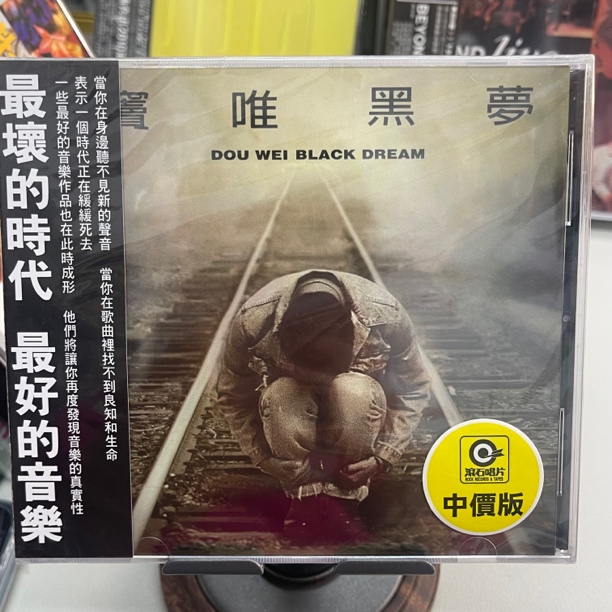 竇唯黑夢
DOU WEI BLACK DREAM
最壞的時代 最好的音樂
當你在身邊聽不見新的聲音 當你在歌曲裡找不到良知和生命
表示一個時代正在緩緩死去
一些最好的音樂作品也在此時成形 他們將讓你再度發現音樂的真實性
滾石唱片
ROCK RECORDS & TAPES
中價版
BEYON